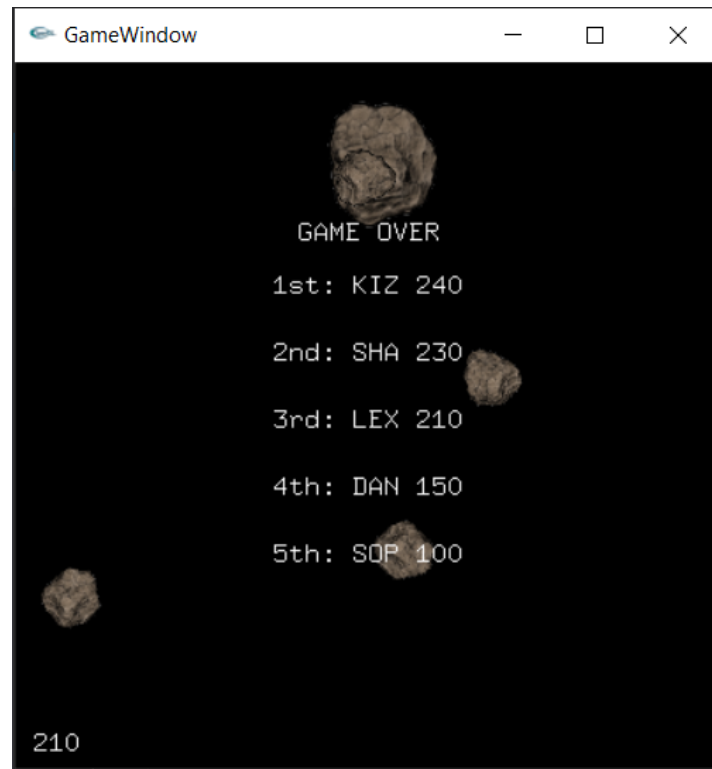 GameWindow
GAME OVER
1st: KIZ 240
2nd: SHA 230
3rd: LEX 210
4th: DAN 150
5th: SOP 100
210